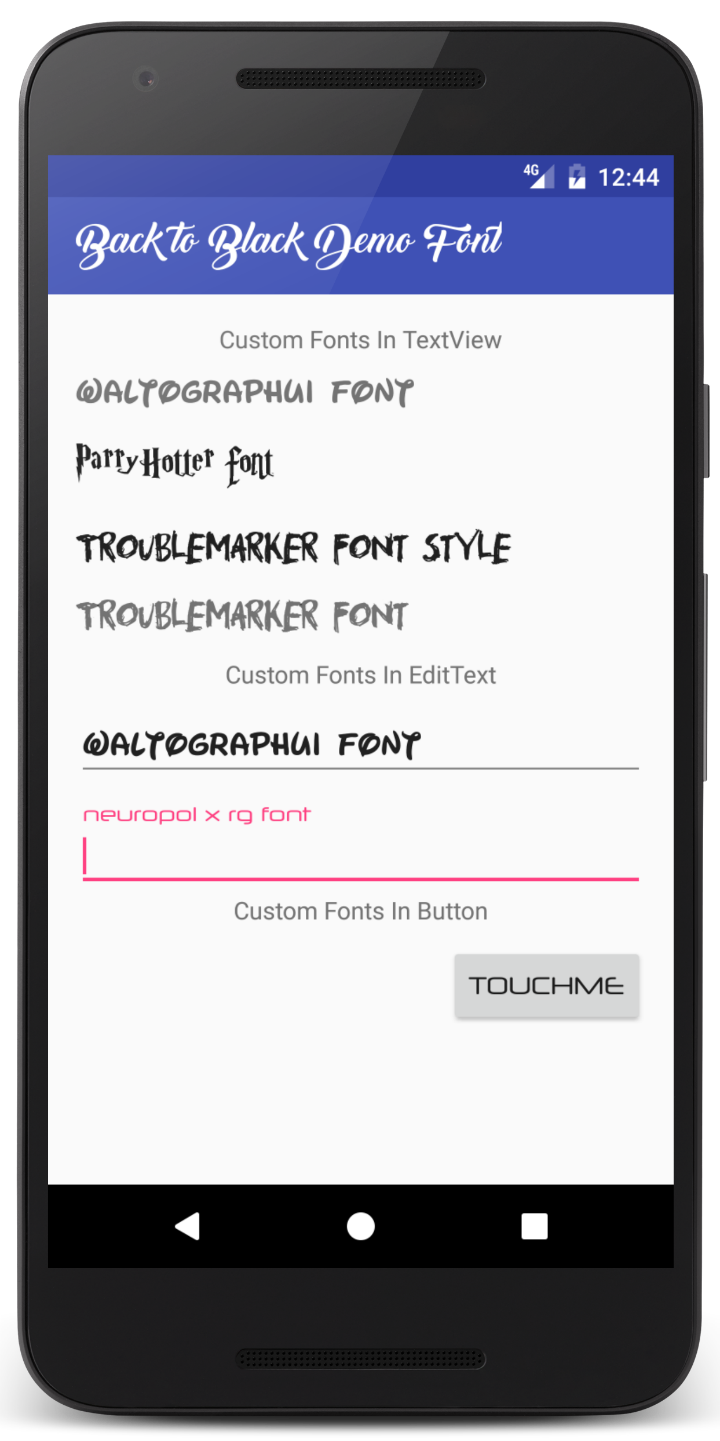 4G 12:44
Back to Black Demo Font
Custom Fonts In TextView
WALTOGRAPHUI FONT
ParryHotter font
TROUBLEMARKER FONT STYLE
TROUBLEMARKER FONT
Custom Fonts In EditText
WALTOGRAPHUI FONT
neuropol x rg font
Custom Fonts In Button
TOUCHME